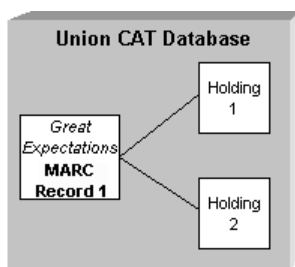 Union CAT Database
Great
Expectations
MARC
Record 1
Holding
1
Holding
2